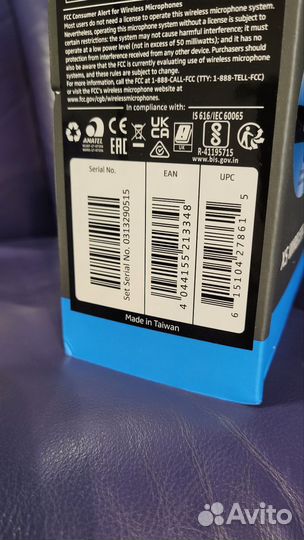 FCC Consumer Alert for Wireless Microphones
Most users do not need a license to operate this wireless microphone system.
Nevertheless, operating this microphone system without a license is subject to
certain restrictions: the system may not cause harmful interference; it must
operate at a low power level (not in excess of 50 milliwatts); and it has no
protection from interference received from any other device. Purchasers should
also be aware that the FCC is currently evaluating use of wireless microphone
systems, and these rules are subject to change.
For more information, call the FCC at 1-888-CALL-FCC (TTY: 1-888-TELL-FCC)
or visit the FCC's wireless microphone website at
www.fcc.gov/cgb/wirelessmicrophones.
In compliance with:
IS 616/IEC 60065
ANATEL
EAC
CE
UK
CA
R-41195715
www.bis.gov.in
Serial No.
Set Serial No. 0313290515
EAN
4 044155 213348
UPC
6 15104 27861 5
Made in Taiwan
Avito